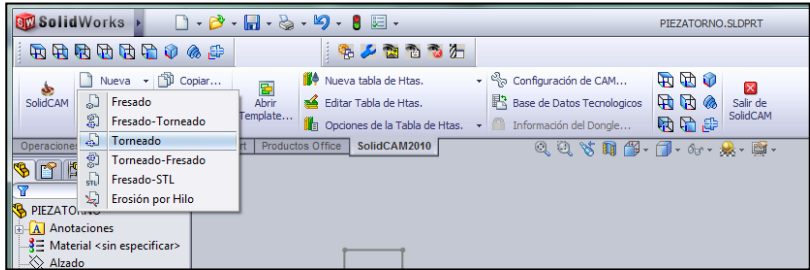 SolidWorks
PIEZATORNO.SLDPRT
Nueva
Copiar...
Nueva tabla de Htas.
Configuración de CAM...
SolidCAM
Fresado
Abrir
Template...
Editar Tabla de Htas.
Base de Datos Tecnologicos
Salir de
SolidCAM
Fresado-Torneado
Opciones de la Tabla de Htas.
Información del Dongle...
Torneado
Operaciones
Productos Office
SolidCAM2010
Torneado-Fresado
STL
Fresado-STL
Erosión por Hilo
PIEZATORNO
A
Anotaciones
Material <sin especificar>
Alzado